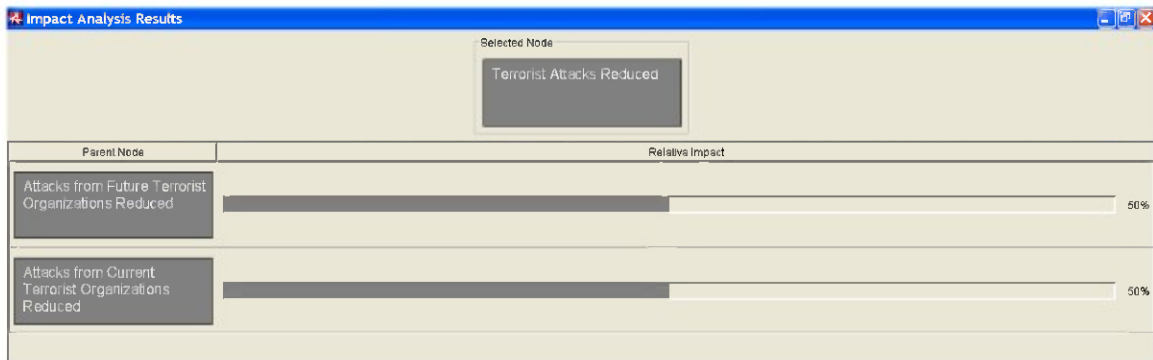 Impact Analysis Results
Selected Node
Terrorist Attacks Reduced
Parent Node
Relative Impact
Attacks from Future Terrorist
Organizations Reduced
50%
Attacks from Current
Terrorist Organizations
Reduced
50%